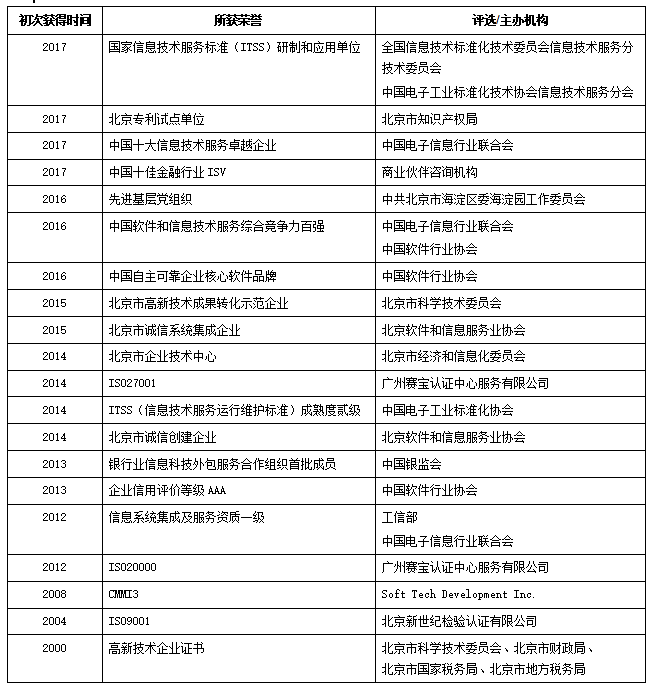 初次获得时间 所获荣誉 评选/主办机构
2017 国家信息技术服务标准（ITSS）研制和应用单位 全国信息技术标准化技术委员会信息技术服务分
技术委员会
中国电子工业标准化技术协会信息技术服务分会
2017 北京专利试点单位 北京市知识产权局
2017 中国十大信息技术服务卓越企业 中国电子信息行业联合会
2017 中国十佳金融行业 ISV 商业伙伴咨询机构
2016 先进基层党组织 中共北京市海淀区委海淀园工作委员会
2016 中国软件和信息技术服务综合竞争力百强 中国电子信息行业联合会
中国软件行业协会
2016 中国自主可靠企业核心软件品牌 中国软件行业协会
2015 北京市高新技术成果转化示范企业 北京市科学技术委员会
2015 北京市诚信系统集成企业 北京软件和信息服务业协会
2014 北京市企业技术中心 北京市经济和信息化委员会
2014 ISO27001 广州赛宝认证中心服务有限公司
2014 ITSS（信息技术服务运行维护标准）成熟度贰级 中国电子工业标准化协会
2014 北京市诚信创建企业 北京软件和信息服务业协会
2013 银行业信息科技外包服务合作组织首批成员 中国银监会
2013 企业信用评价等级 AAA 中国软件行业协会
2012 信息系统集成及服务资质一级 工信部
中国电子信息行业联合会
2012 ISO20000 广州赛宝认证中心服务有限公司
2008 CMMI3 Soft Tech Development Inc.
2004 ISO9001 北京新世纪检验认证有限公司
2000 高新技术企业证书 北京市科学技术委员会、北京市财政局、
北京市国家税务局、北京市地方税务局